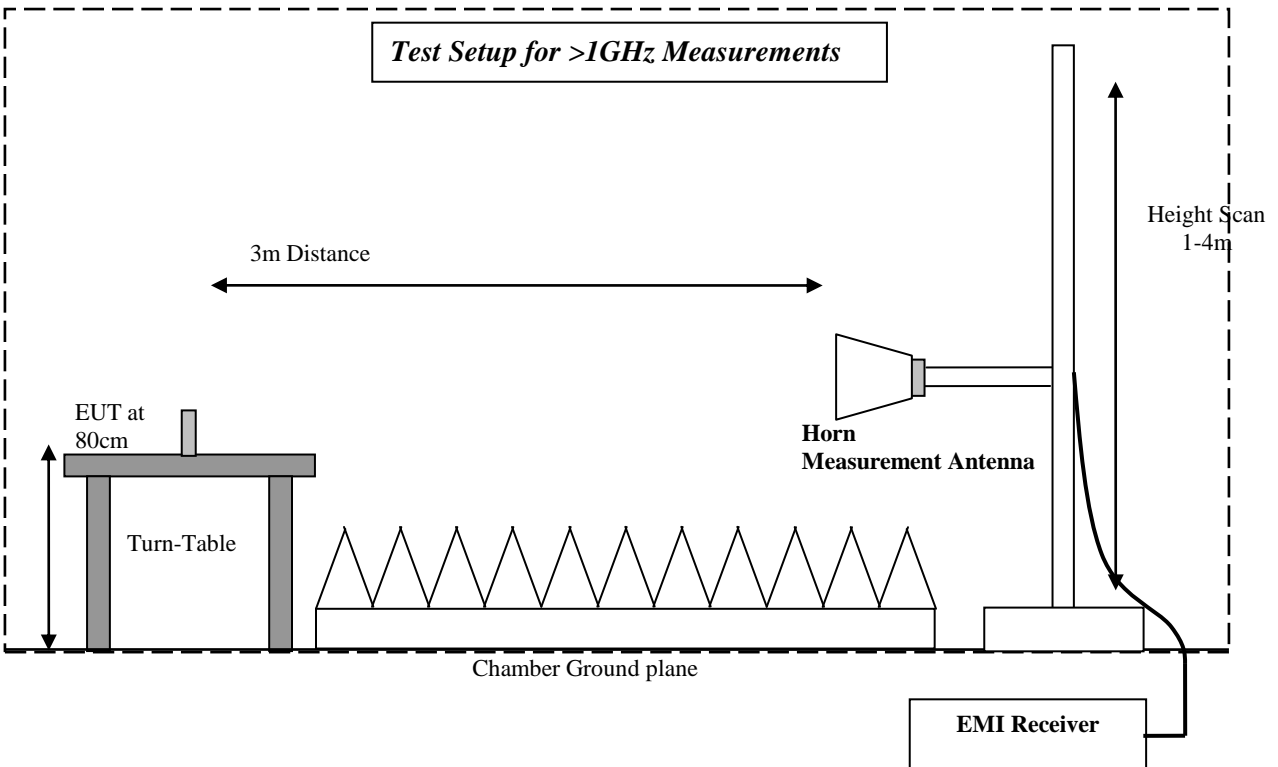 Test Setup for >1GHz Measurements
Height Scan
1-4m
3m Distance
EUT at
80cm
Horn
Measurement Antenna
Turn-Table
Chamber Ground plane
EMI Receiver